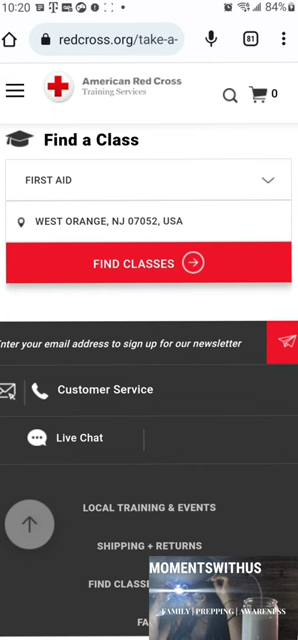 10:20
84%
redcross.org/take-a-
81
American Red Cross
Training Services
0
Find a Class
FIRST AID
WEST ORANGE, NJ 07052, USA
FIND CLASSES
nter your email address to sign up for our newsletter
Customer Service
Live Chat
LOCAL TRAINING & EVENTS
SHIPPING + RETURNS
FIND CLASSE
FA
MOMENTSWITHUS
FAMILY | PREPPING | AWARENESS